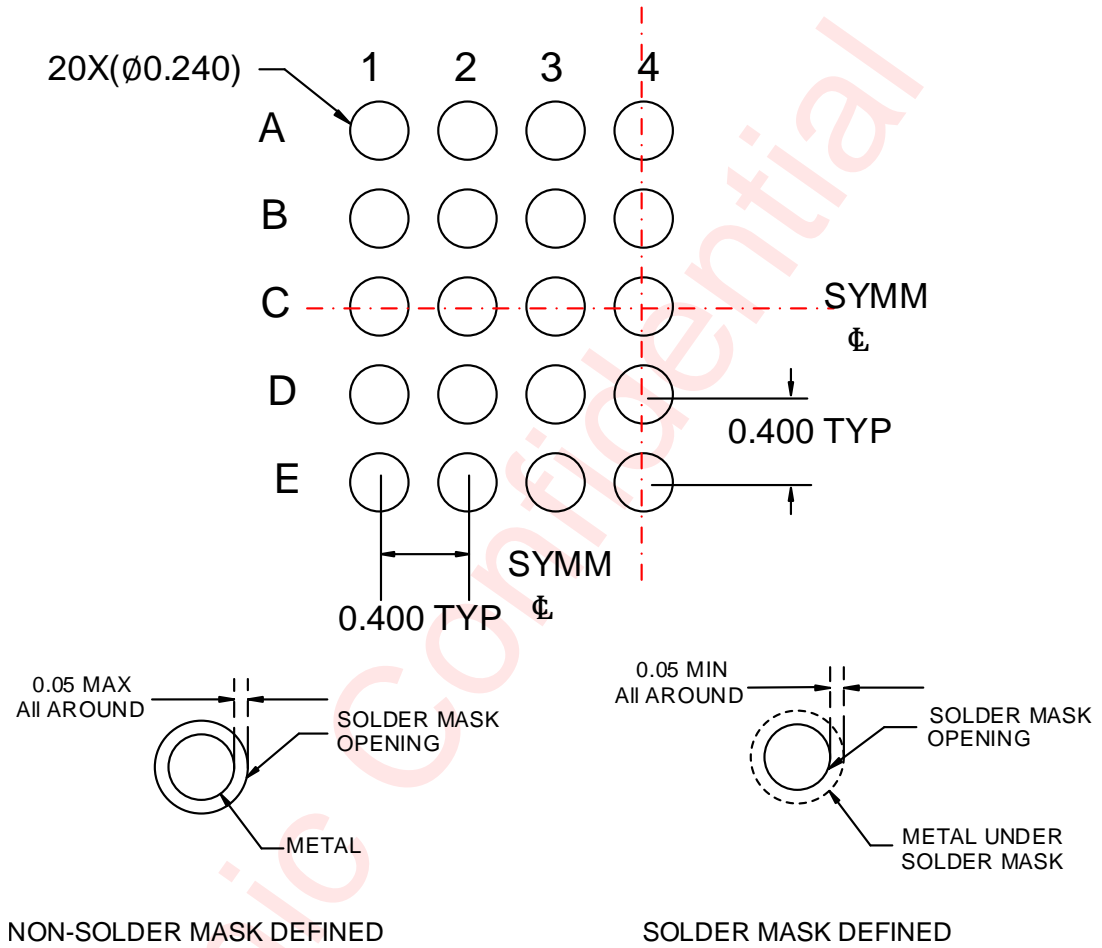 20X(Ø0.240)
1 2 3 4
A
B
C
SYMM
℄
D
0.400 TYP
E
SYMM
℄
0.400 TYP
0.05 MAX
All AROUND
SOLDER MASK
OPENING
METAL
NON-SOLDER MASK DEFINED
0.05 MIN
All AROUND
SOLDER MASK
OPENING
METAL UNDER
SOLDER MASK
SOLDER MASK DEFINED
ic Confidential